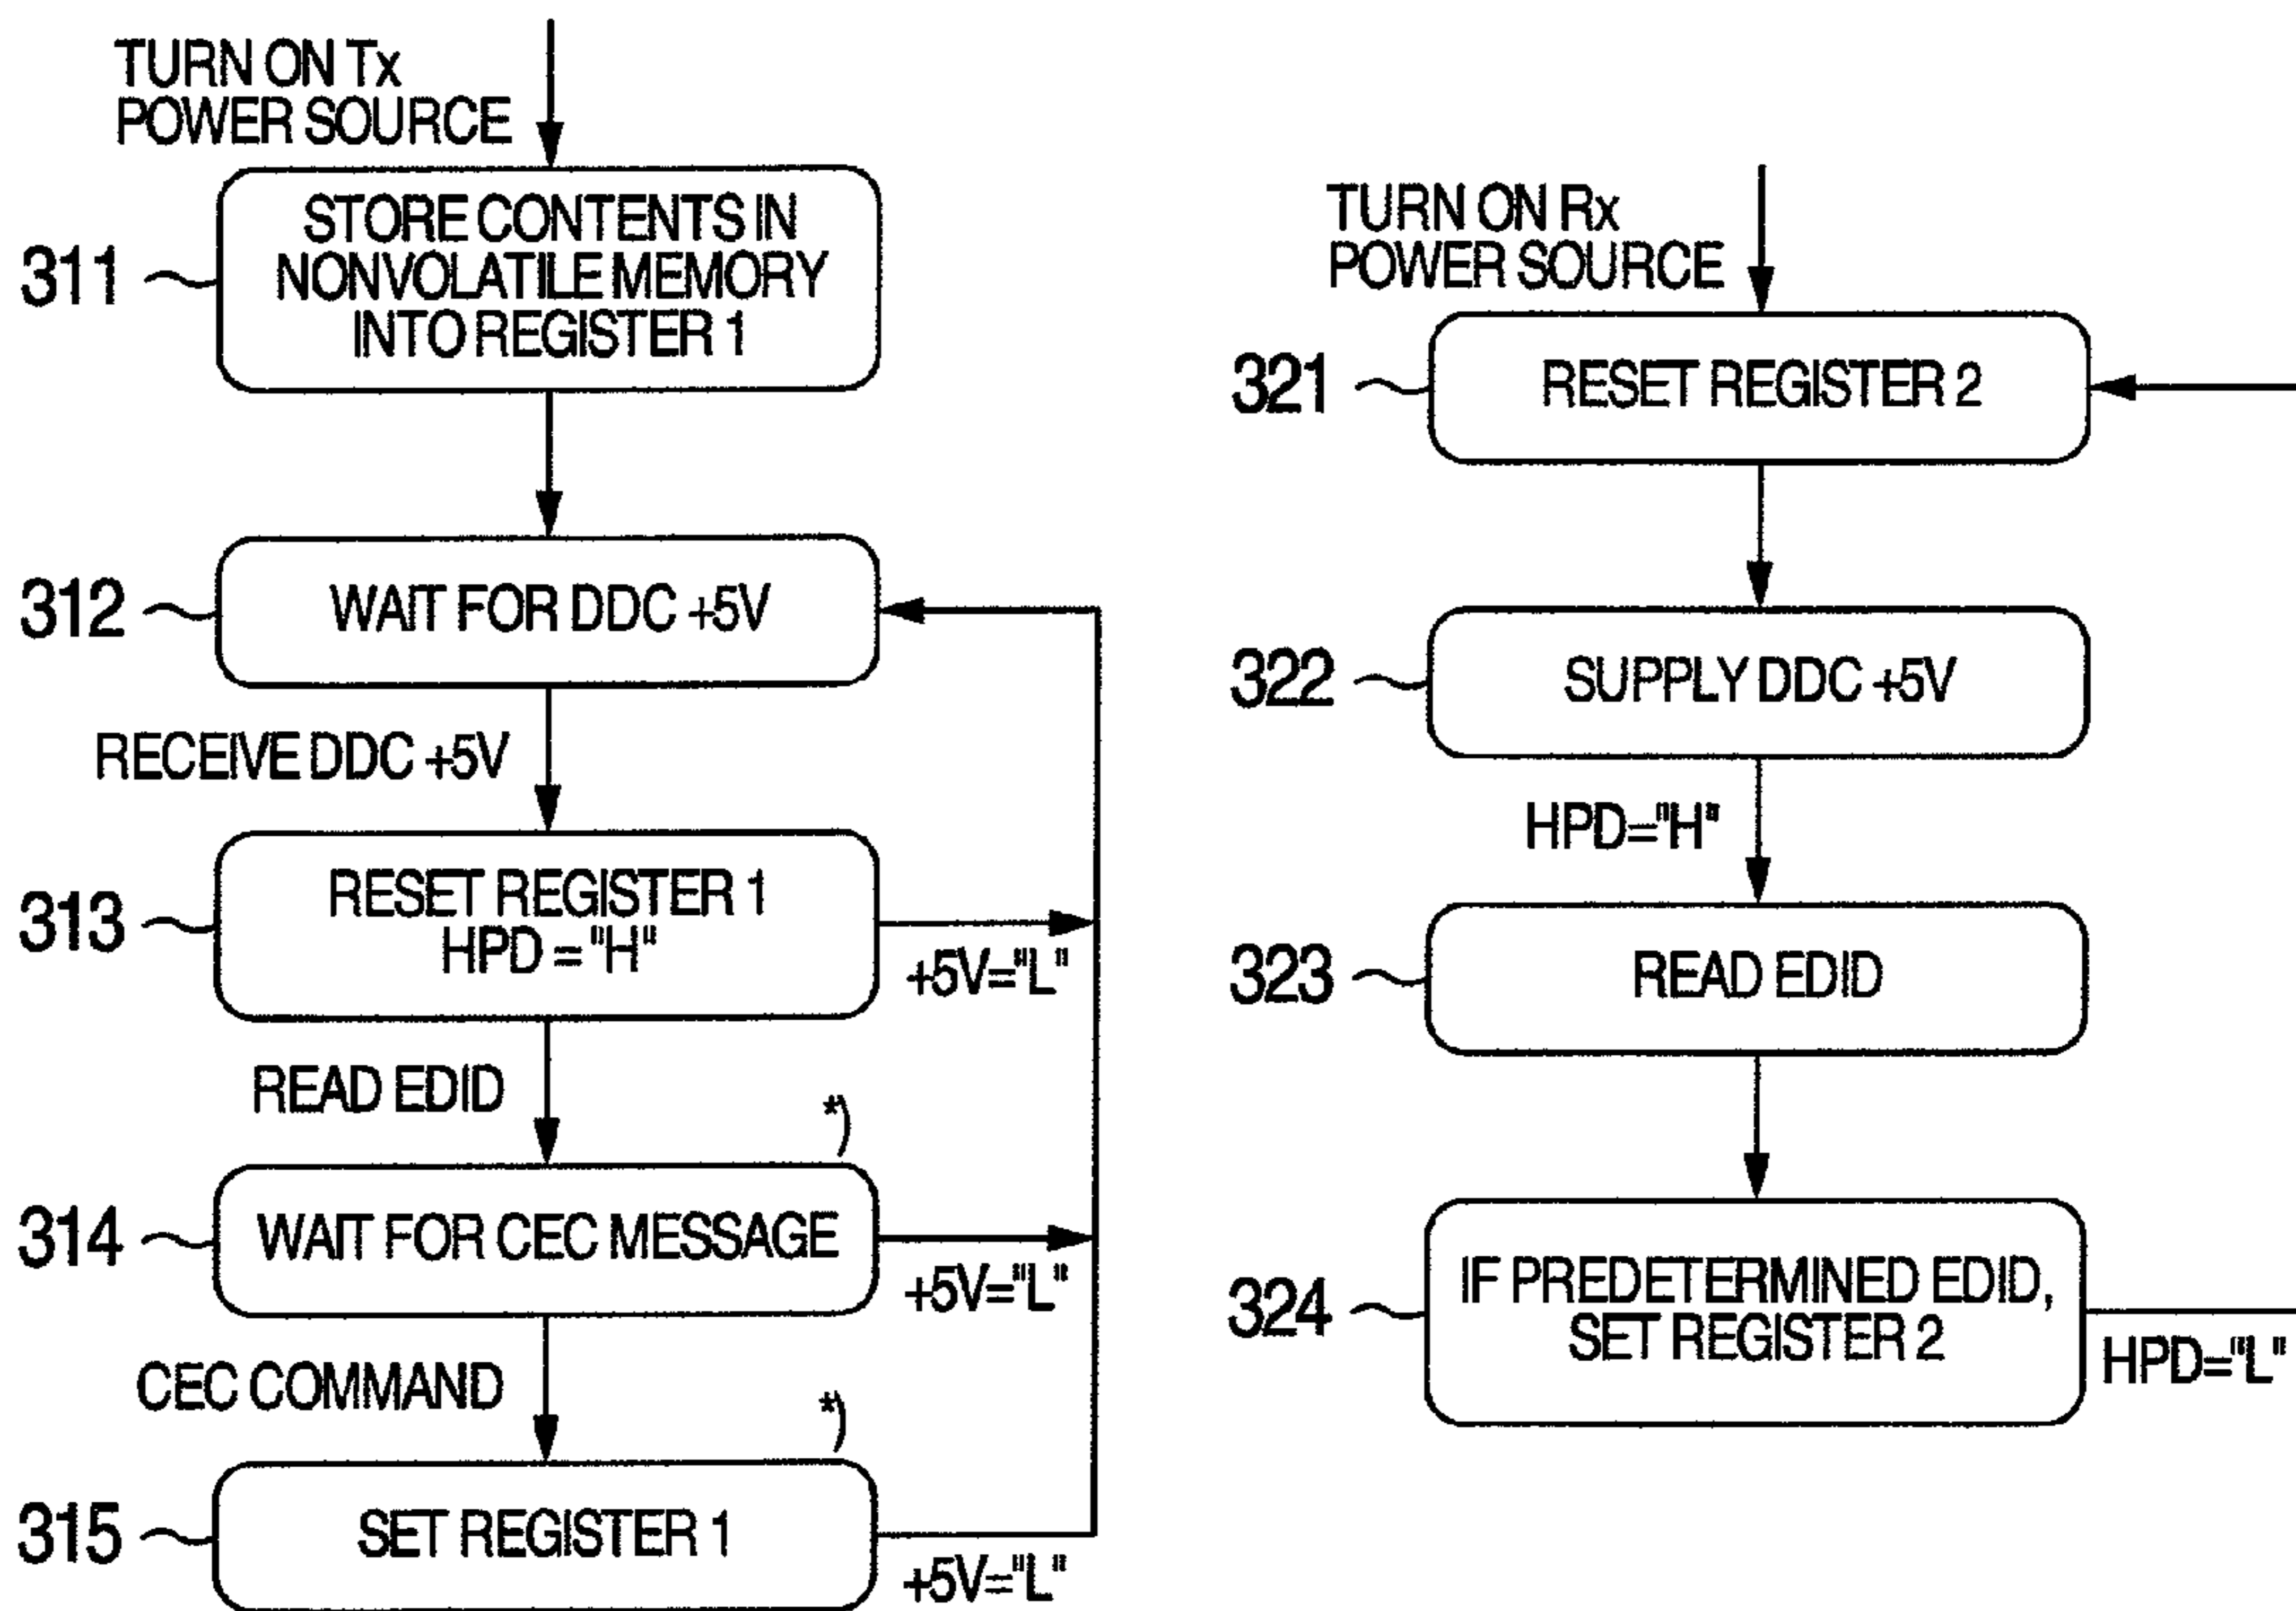 TURN ON Tx
POWER SOURCE
311
STORE CONTENTS IN
NONVOLATILE MEMORY
INTO REGISTER 1
312
WAIT FOR DDC +5V
RECEIVE DDC +5V
313
RESET REGISTER 1
HPD ="H"
+5V="L"
READ EDID
*)
314
WAIT FOR CEC MESSAGE
+5V="L"
CEC COMMAND
*)
315
SET REGISTER 1
+5V="L"
TURN ON Rx
POWER SOURCE
321
RESET REGISTER 2
322
SUPPLY DDC +5V
HPD="H"
323
READ EDID
324
IF PREDETERMINED EDID,
SET REGISTER 2
HPD="L"